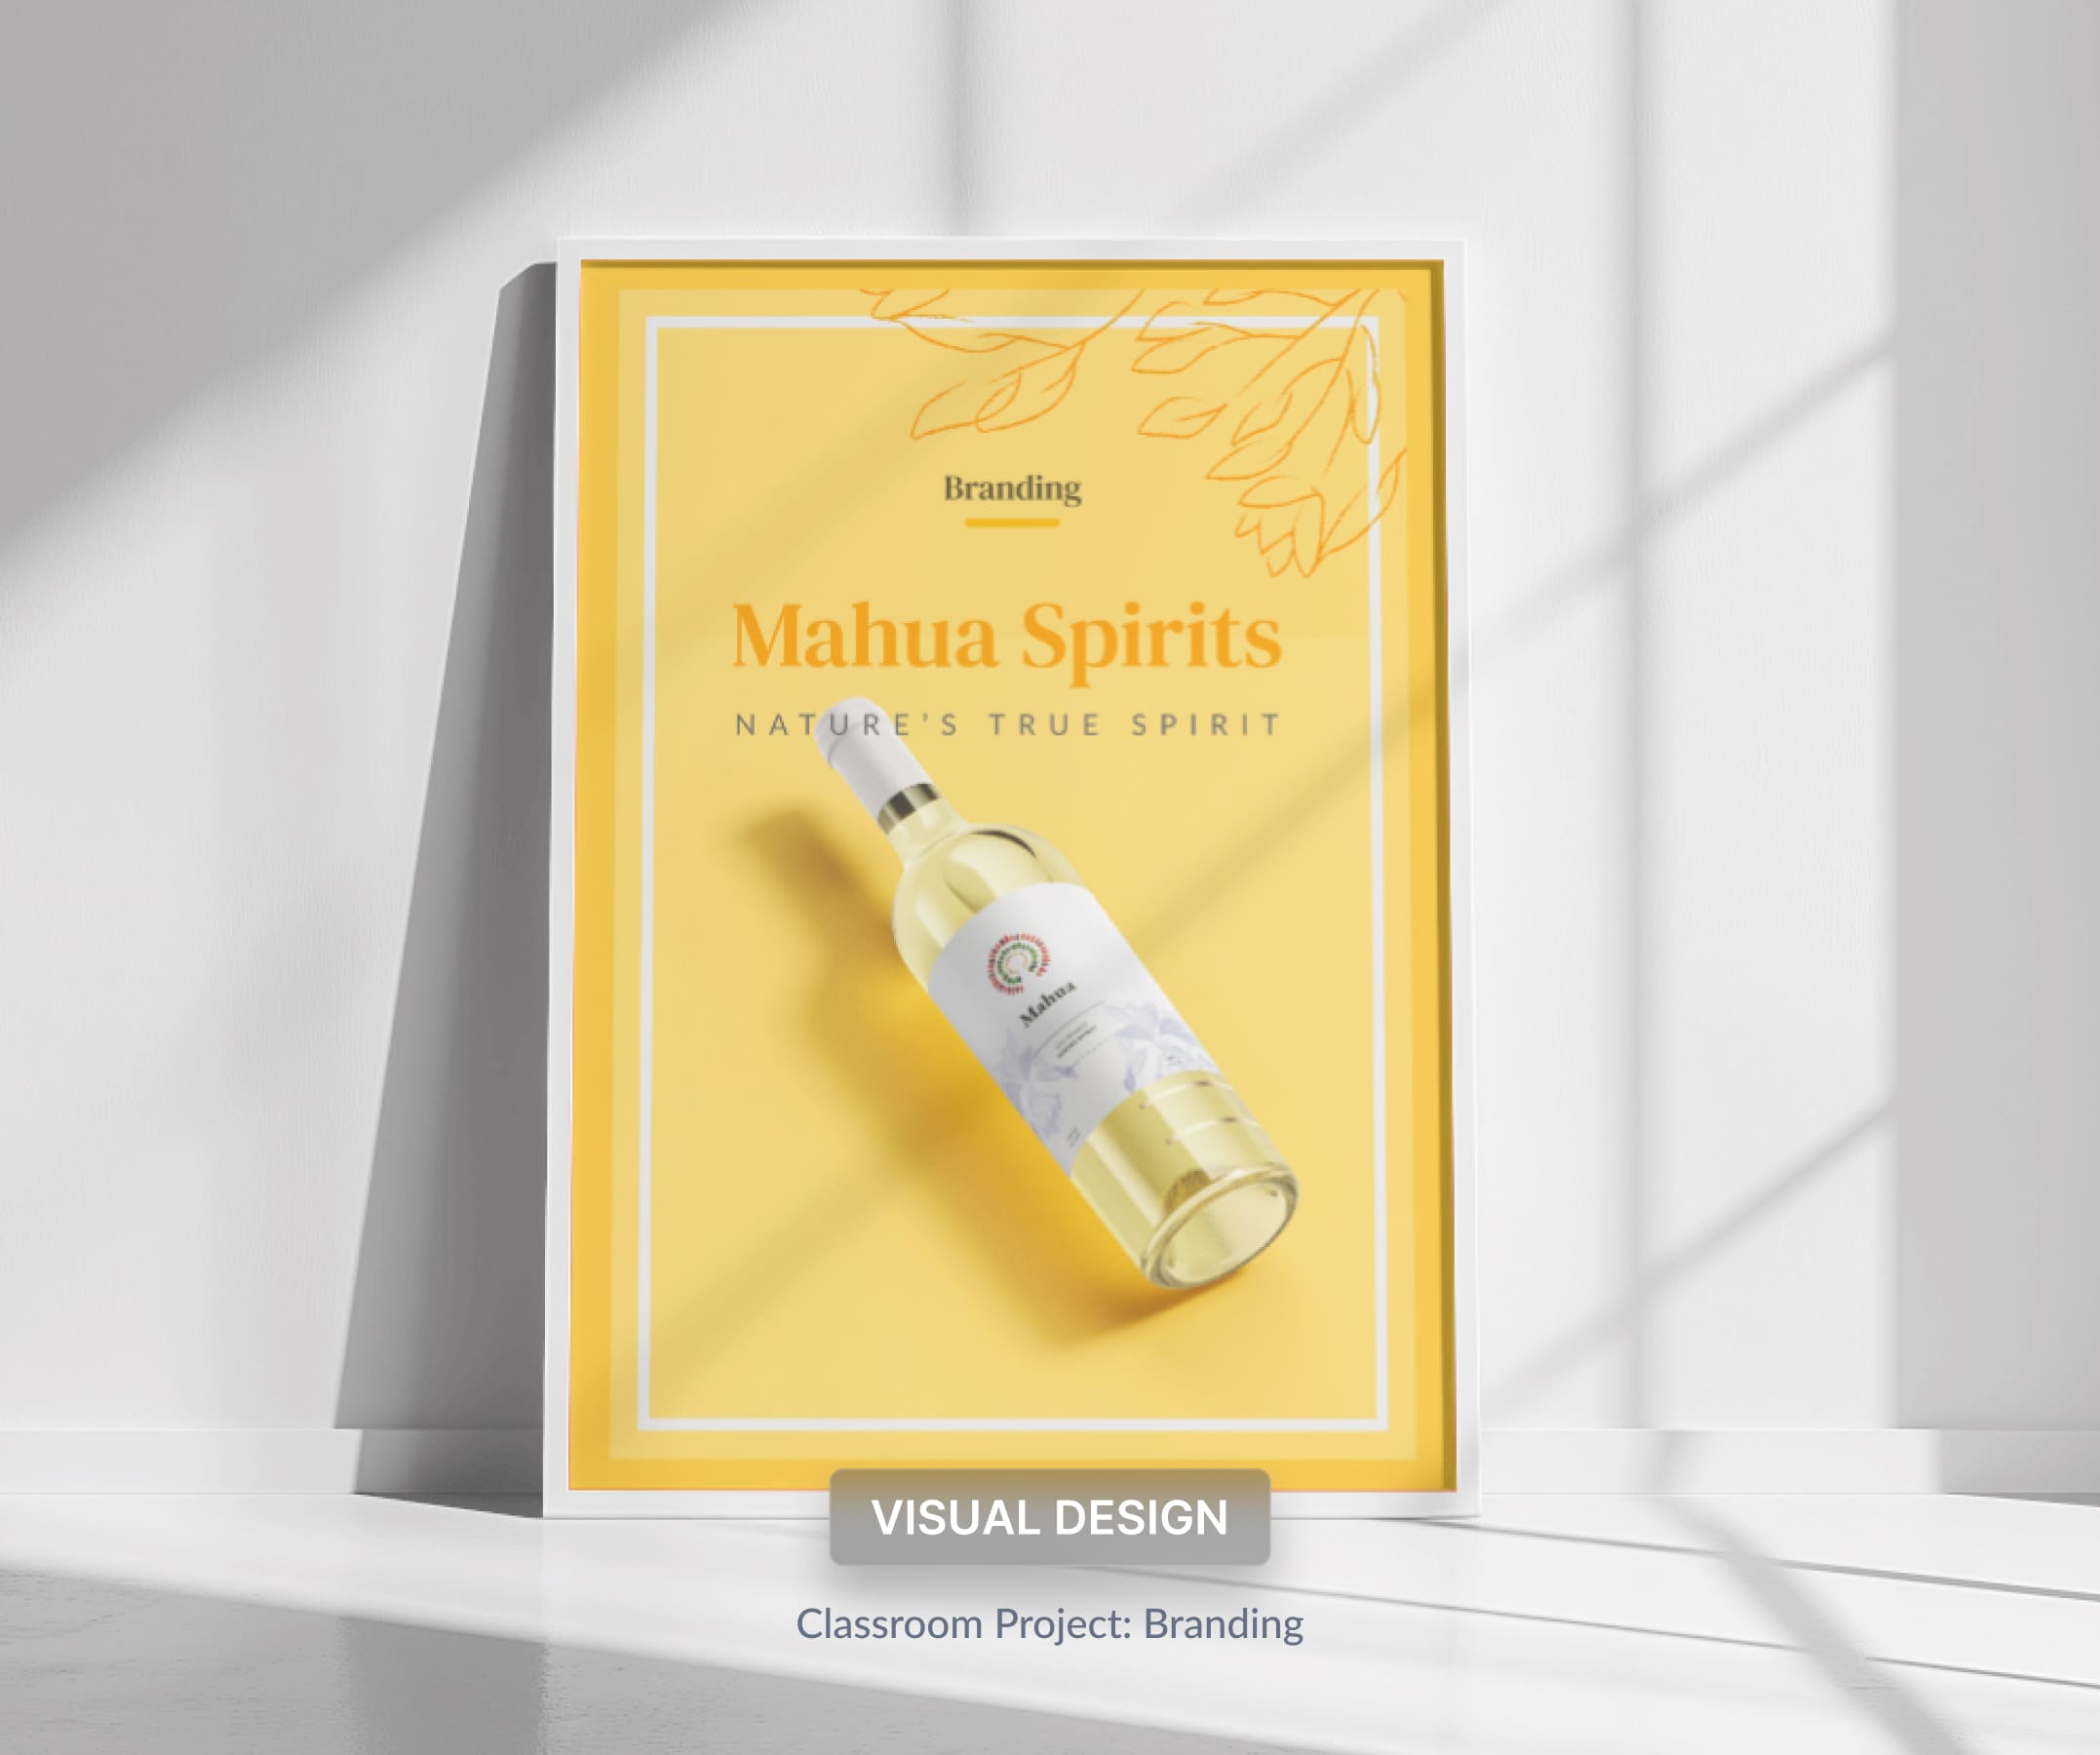 Branding
Mahua Spirits
NATURE'S TRUE SPIRIT
Mahua
VISUAL DESIGN
Classroom Project: Branding